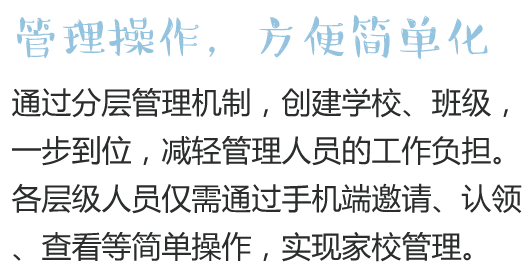 管理操作，方便简单化
通过分层管理机制，创建学校、班级，
一步到位，减轻管理人员的工作负担。
各层级人员仅需通过手机端邀请、认领
、查看等简单操作，实现家校管理。